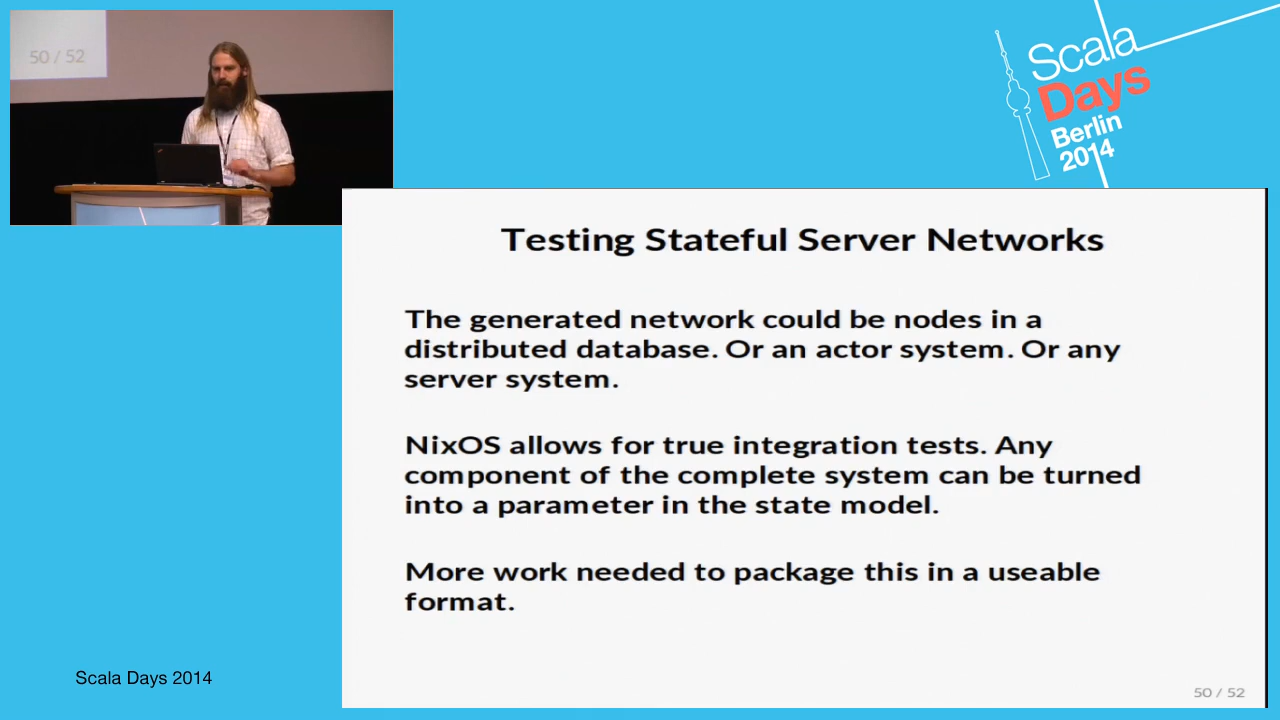 50 / 52
Scala
Days
Berlin
2014
Testing Stateful Server Networks
The generated network could be nodes in a
distributed database. Or an actor system. Or any
server system.
NixOS allows for true integration tests. Any
component of the complete system can be turned
into a parameter in the state model.
More work needed to package this in a useable
format.
50 / 52
Scala Days 2014